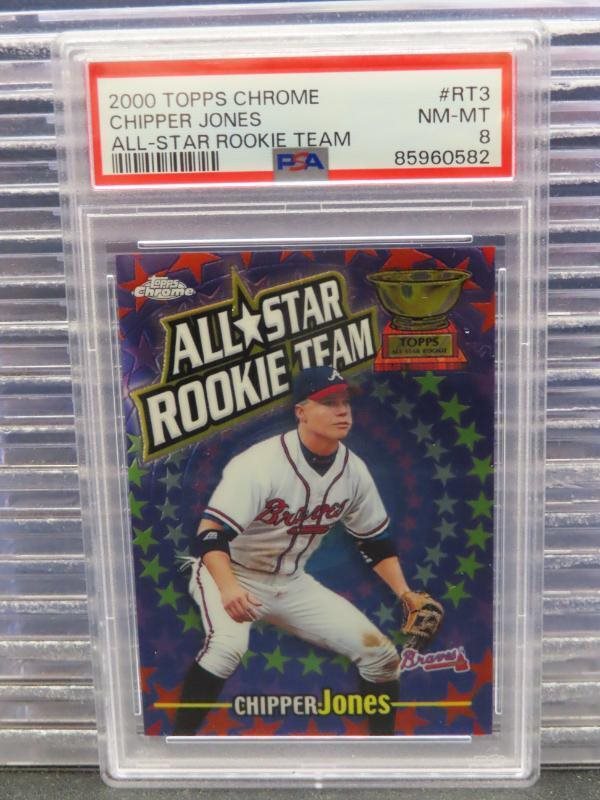 2000 TOPPS CHROME #RT3
CHIPPER JONES NM-MT
ALL-STAR ROOKIE TEAM 8
PSA 85960582
Topps
Chrome
ALL★STAR
ROOKIE TEAM
TOPPS
ALL STAR ROOKIE
A
Braves
Braves
CHIPPER Jones